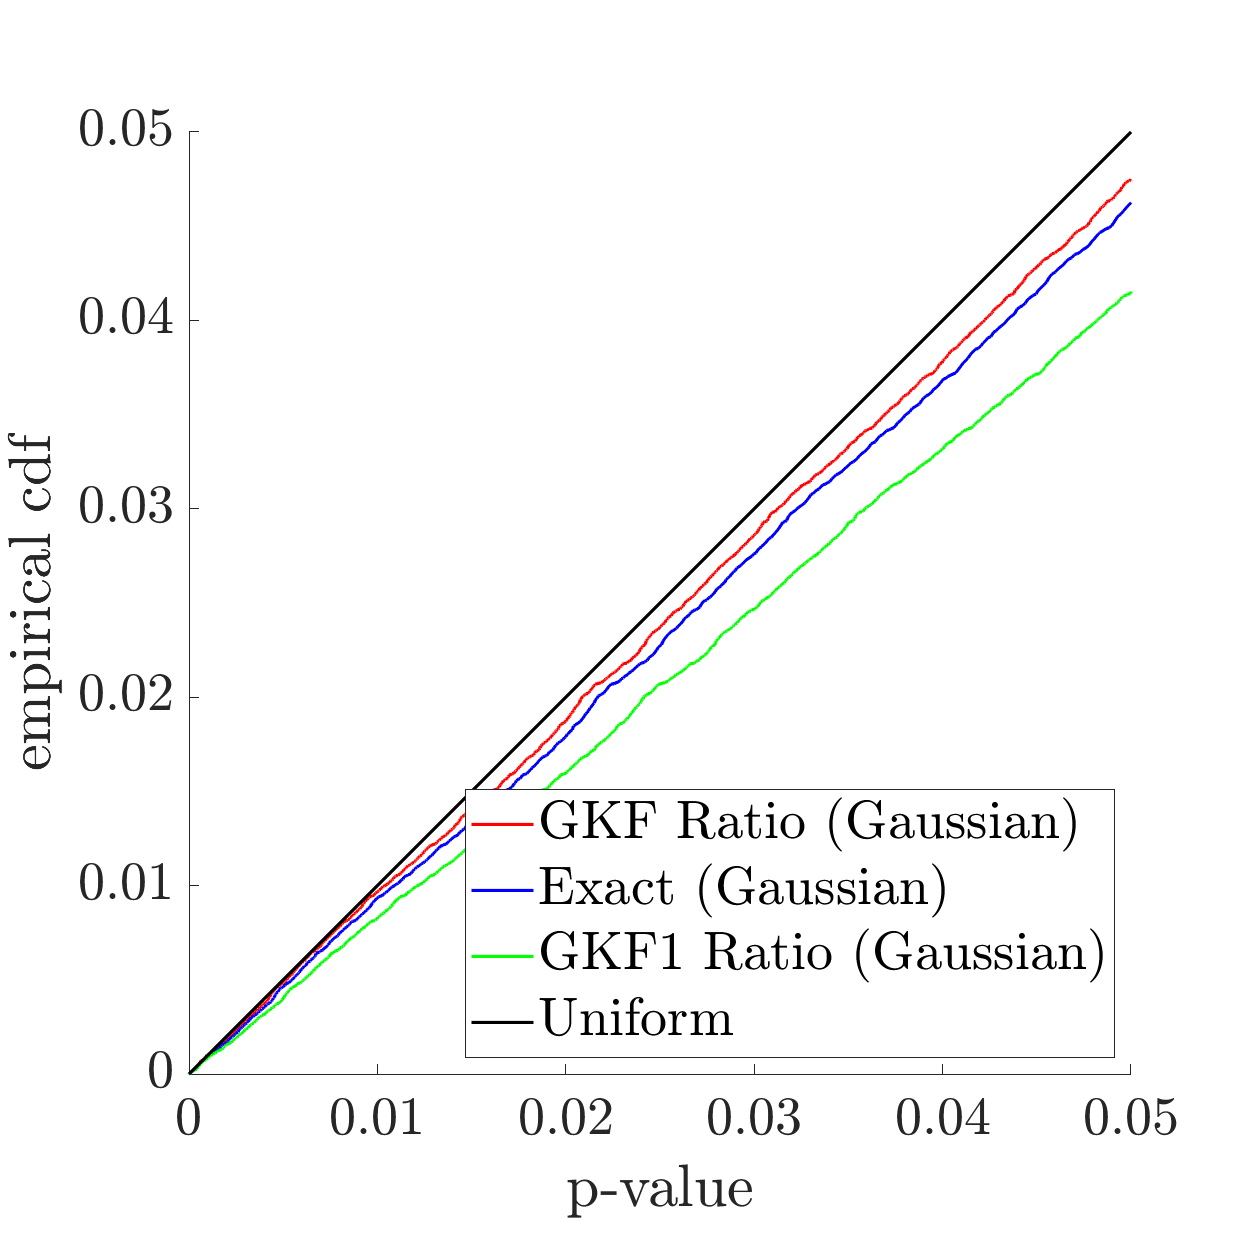 0.05
0.04
0.03
0.02
0.01
0
empirical cdf
GKF Ratio (Gaussian)
Exact (Gaussian)
GKF1 Ratio (Gaussian)
Uniform
0 0.01 0.02 0.03 0.04 0.05
p-value